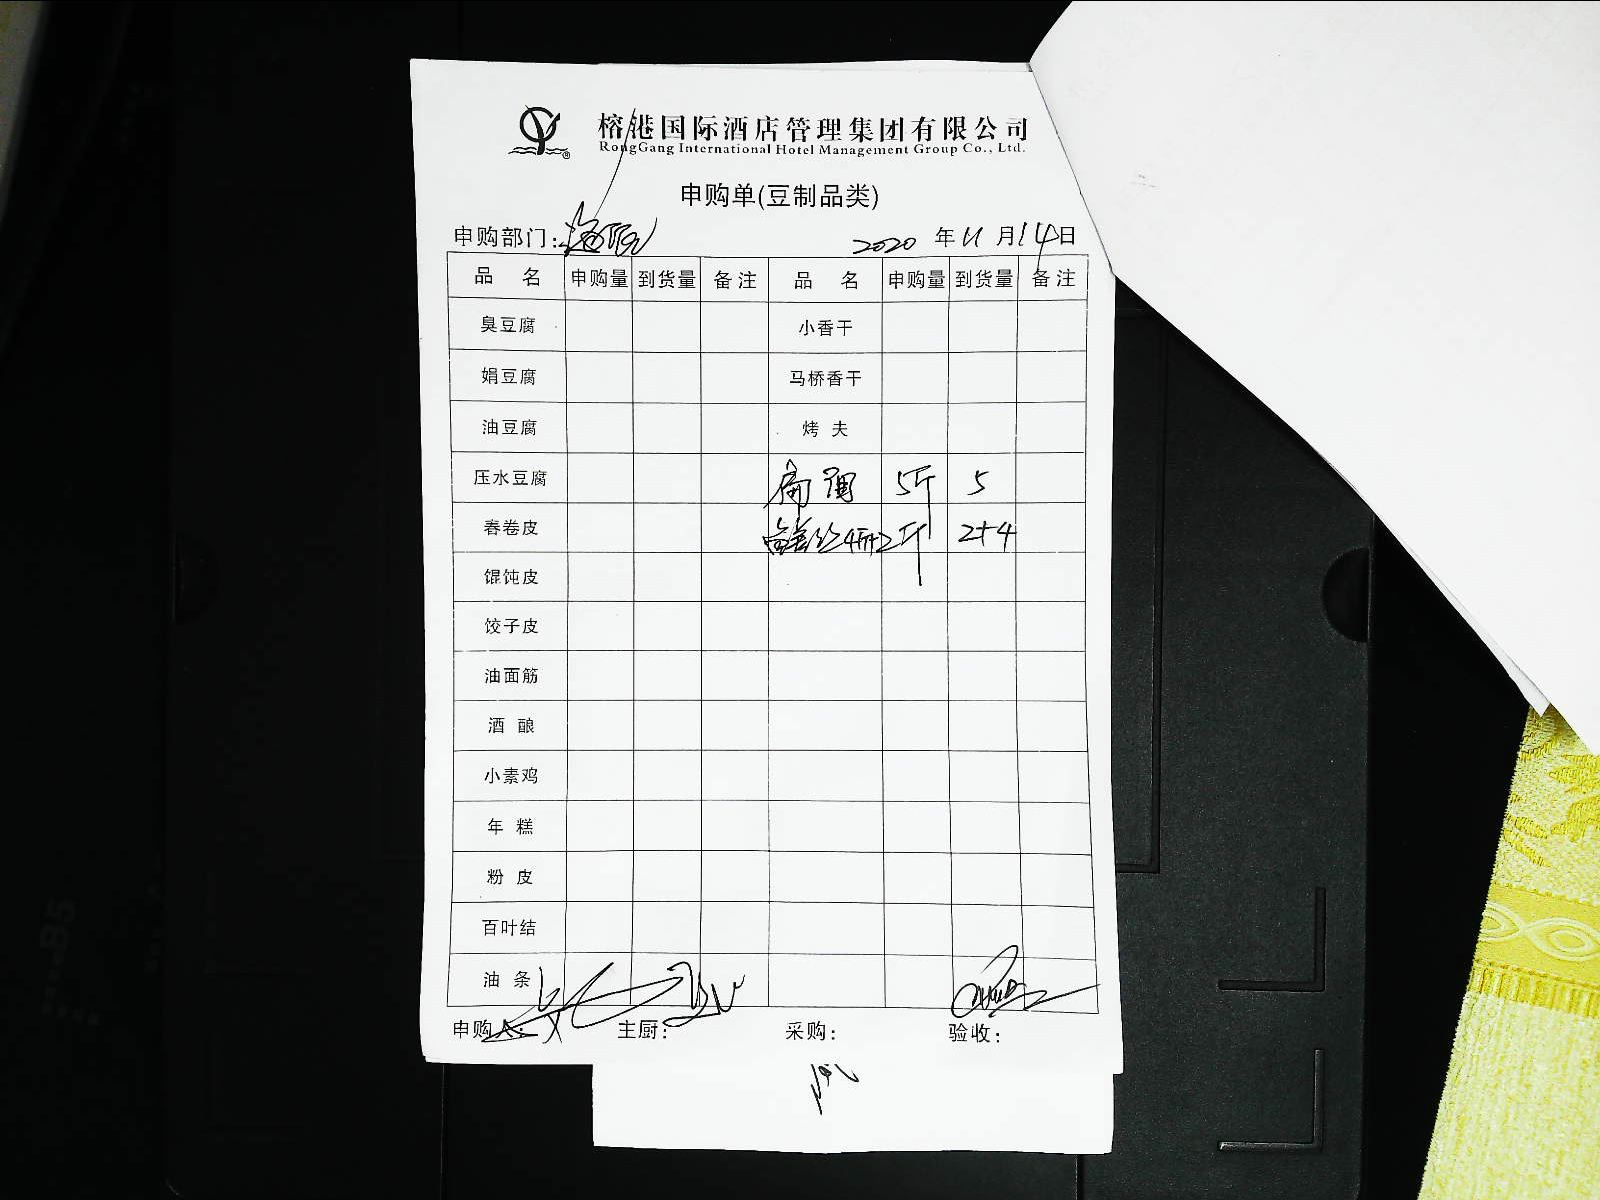 榕港国际酒店管理集团有限公司
RongGang International Hotel Management Group Co., Ltd.
申购单(豆制品类)
申购部门: 2020 年 11 月 14 日
品 名 申购量 到货量 备注 品 名 申购量 到货量 备注
臭豆腐 小香干
娟豆腐 马桥香干
油豆腐 烤夫
压水豆腐 5斤 5
春卷皮 2斤 2+4
馄饨皮
饺子皮
油面筋
酒酿
小素鸡
年糕
粉皮
百叶结
油条
申购人: 主厨: 采购: 验收:
B5